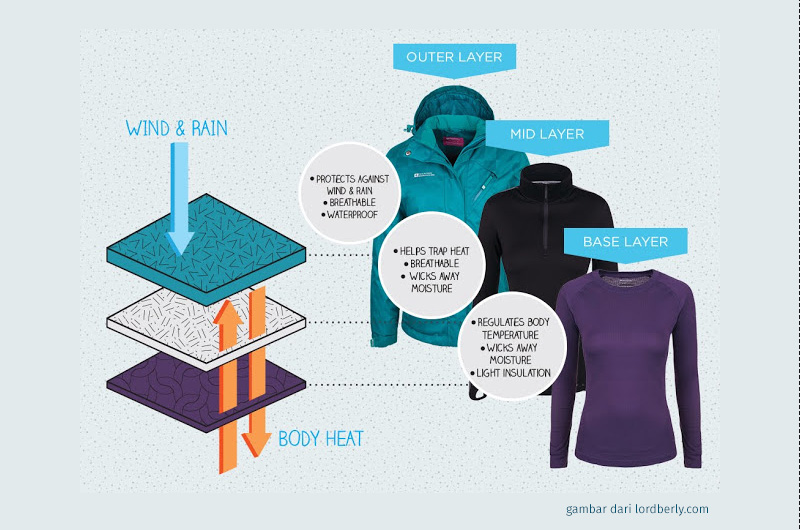 OUTER LAYER
MID LAYER
BASE LAYER
WIND & RAIN
• PROTECTS AGAINST
WIND & RAIN
• BREATHABLE
• WATERPROOF
• HELPS TRAP HEAT
• BREATHABLE
• WICKS AWAY
MOISTURE
• REGULATES BODY
TEMPERATURE
• WICKS AWAY
MOISTURE
• LIGHT INSULATION
BODY HEAT
gambar dari lordberly.com